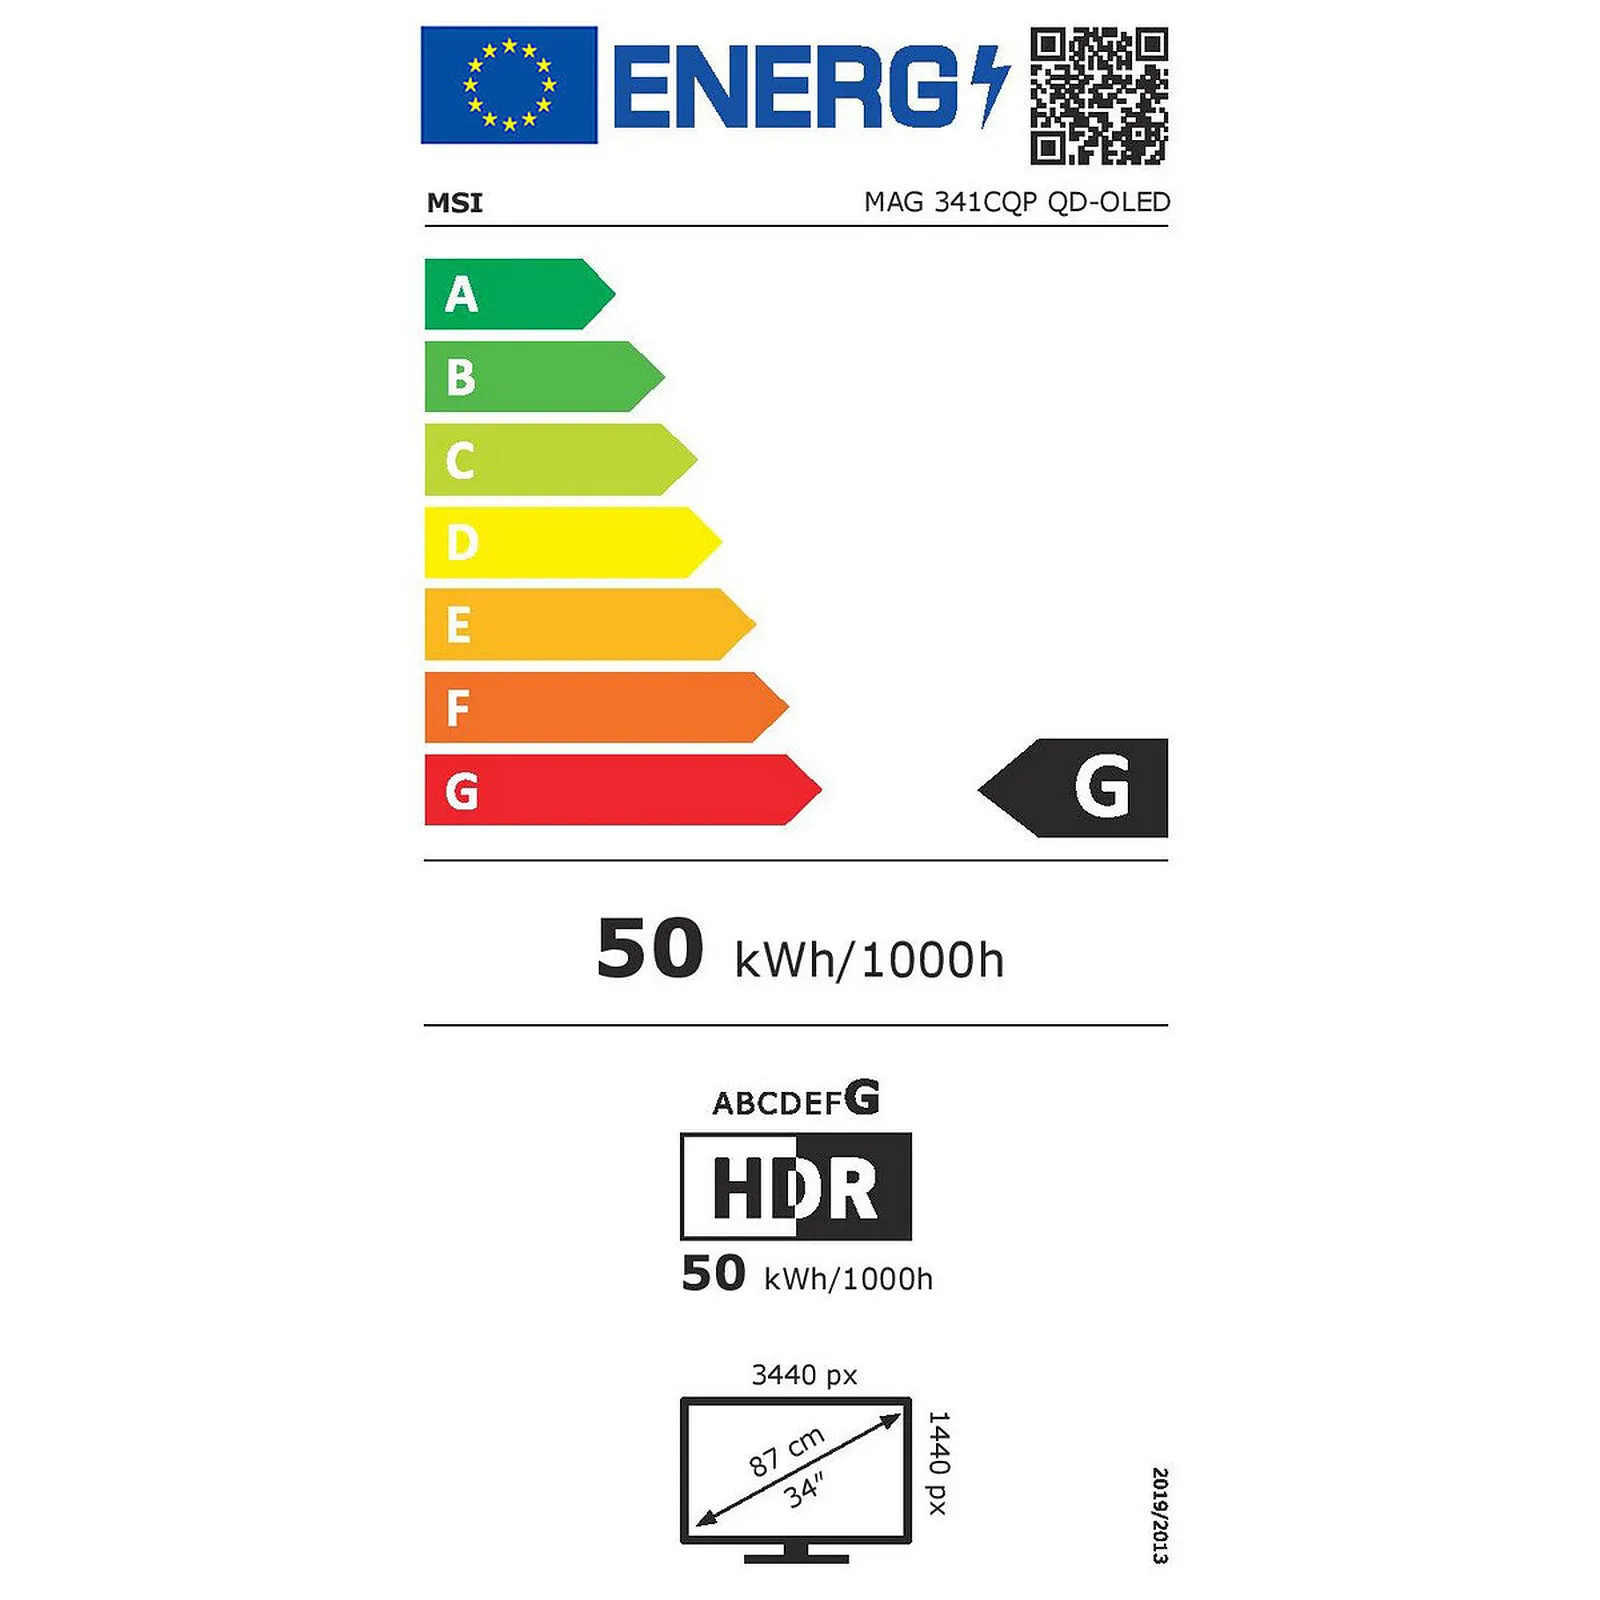 ENERG
MSI
MAG 341CQP QD-OLED
A
B
C
D
E
F
G
G
50 kWh/1000h
ABCDEFG
HDR
50 kWh/1000h
3440 px
1440 px
87 cm
34"
2019/2013